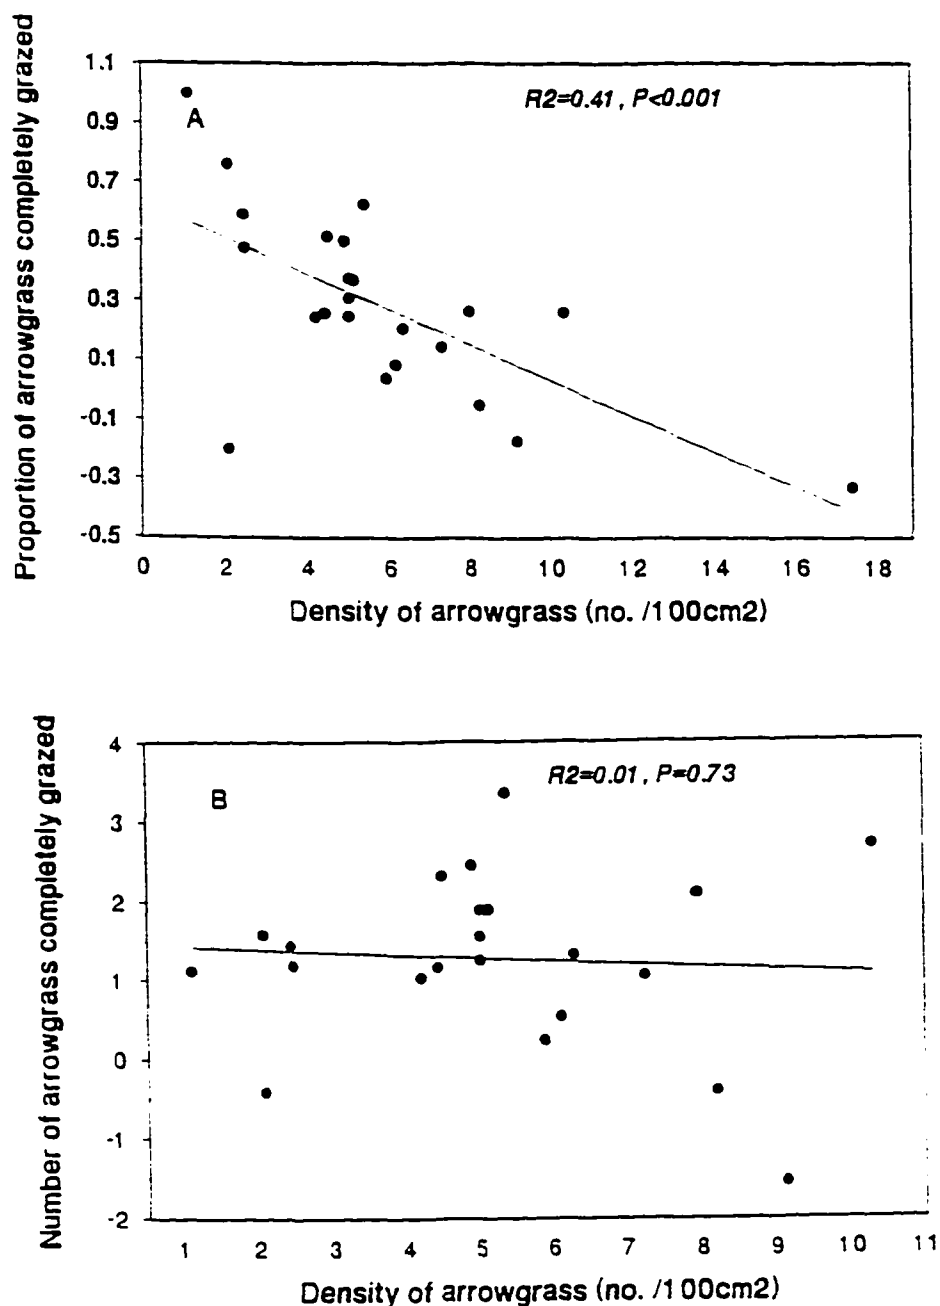 Proportion of arrowgrass completely grazed
1.1
0.9
0.7
0.5
0.3
0.1
-0.1
-0.3
-0.5
A
R2=0.41, P<0.001
0 2 4 6 8 10 12 14 16 18
Density of arrowgrass (no. /100cm2)
Number of arrowgrass completely grazed
4
3
2
1
0
-1
-2
B
R2=0.01, P=0.73
1 2 3 4 5 6 7 8 9 10 11
Density of arrowgrass (no. /100cm2)